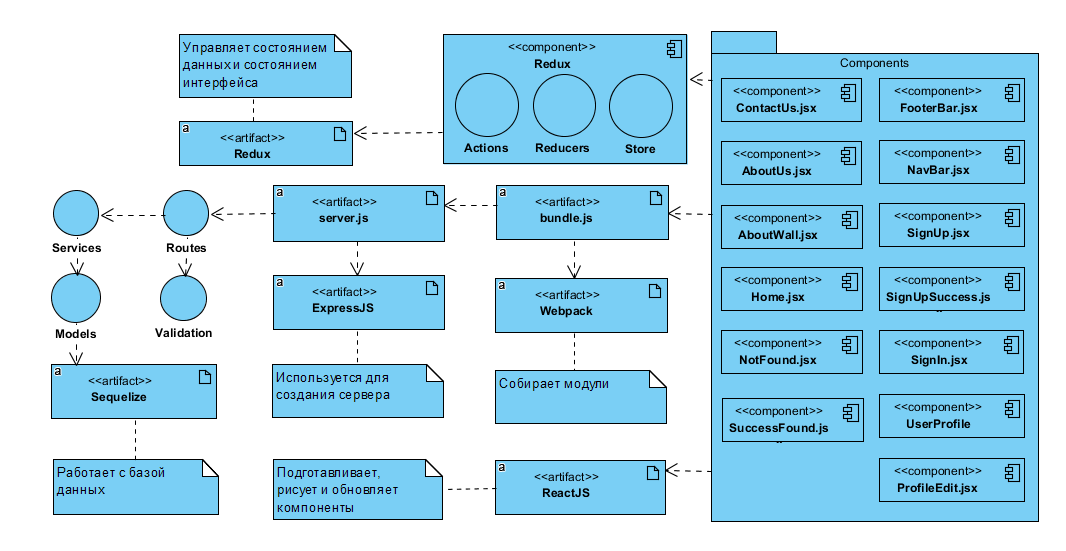 Управляет состоянием
данных и состоянием
интерфейса
a
<<artifact>>
Redux
<<component>>
Redux
Actions
Reducers
Store
Components
<<component>>
ContactUs.jsx
<<component>>
FooterBar.jsx
<<component>>
AboutUs.jsx
<<component>>
NavBar.jsx
<<component>>
AboutWall.jsx
<<component>>
SignUp.jsx
<<component>>
Home.jsx
<<component>>
SignUpSuccess.js
<<component>>
NotFound.jsx
<<component>>
SignIn.jsx
<<component>>
SuccessFound.js
<<component>>
UserProfile
<<component>>
ProfileEdit.jsx
Services
Routes
a
<<artifact>>
server.js
a
<<artifact>>
bundle.js
Models
Validation
a
<<artifact>>
ExpressJS
a
<<artifact>>
Webpack
a
<<artifact>>
Sequelize
Используется для
создания сервера
Собирает модули
Работает с базой
данных
Подготавливает,
рисует и обновляет
компоненты
a
<<artifact>>
ReactJS